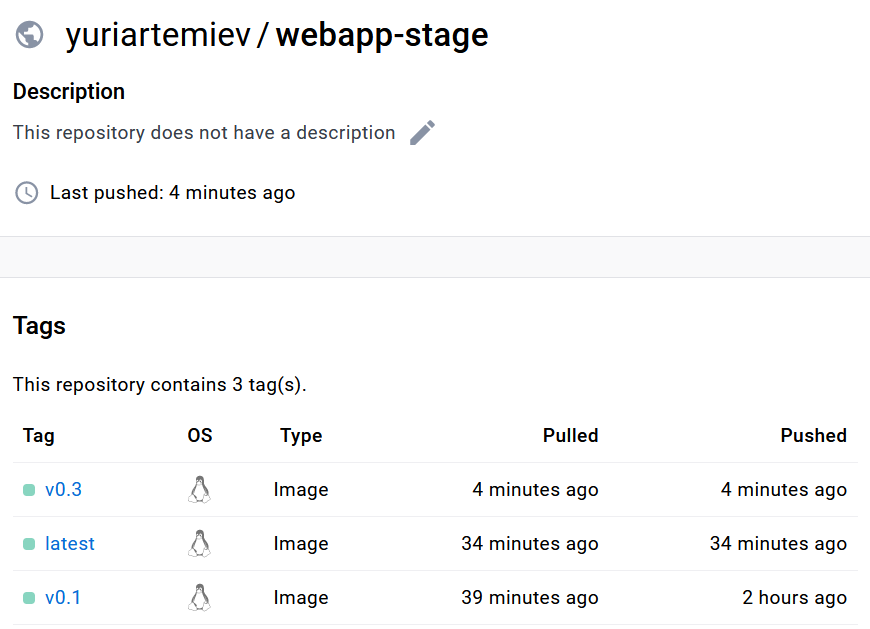 yuriartemiev / webapp-stage
Description
This repository does not have a description
Last pushed: 4 minutes ago
Tags
This repository contains 3 tag(s).
Tag OS Type Pulled Pushed
v0.3 Image 4 minutes ago 4 minutes ago
latest Image 34 minutes ago 34 minutes ago
v0.1 Image 39 minutes ago 2 hours ago